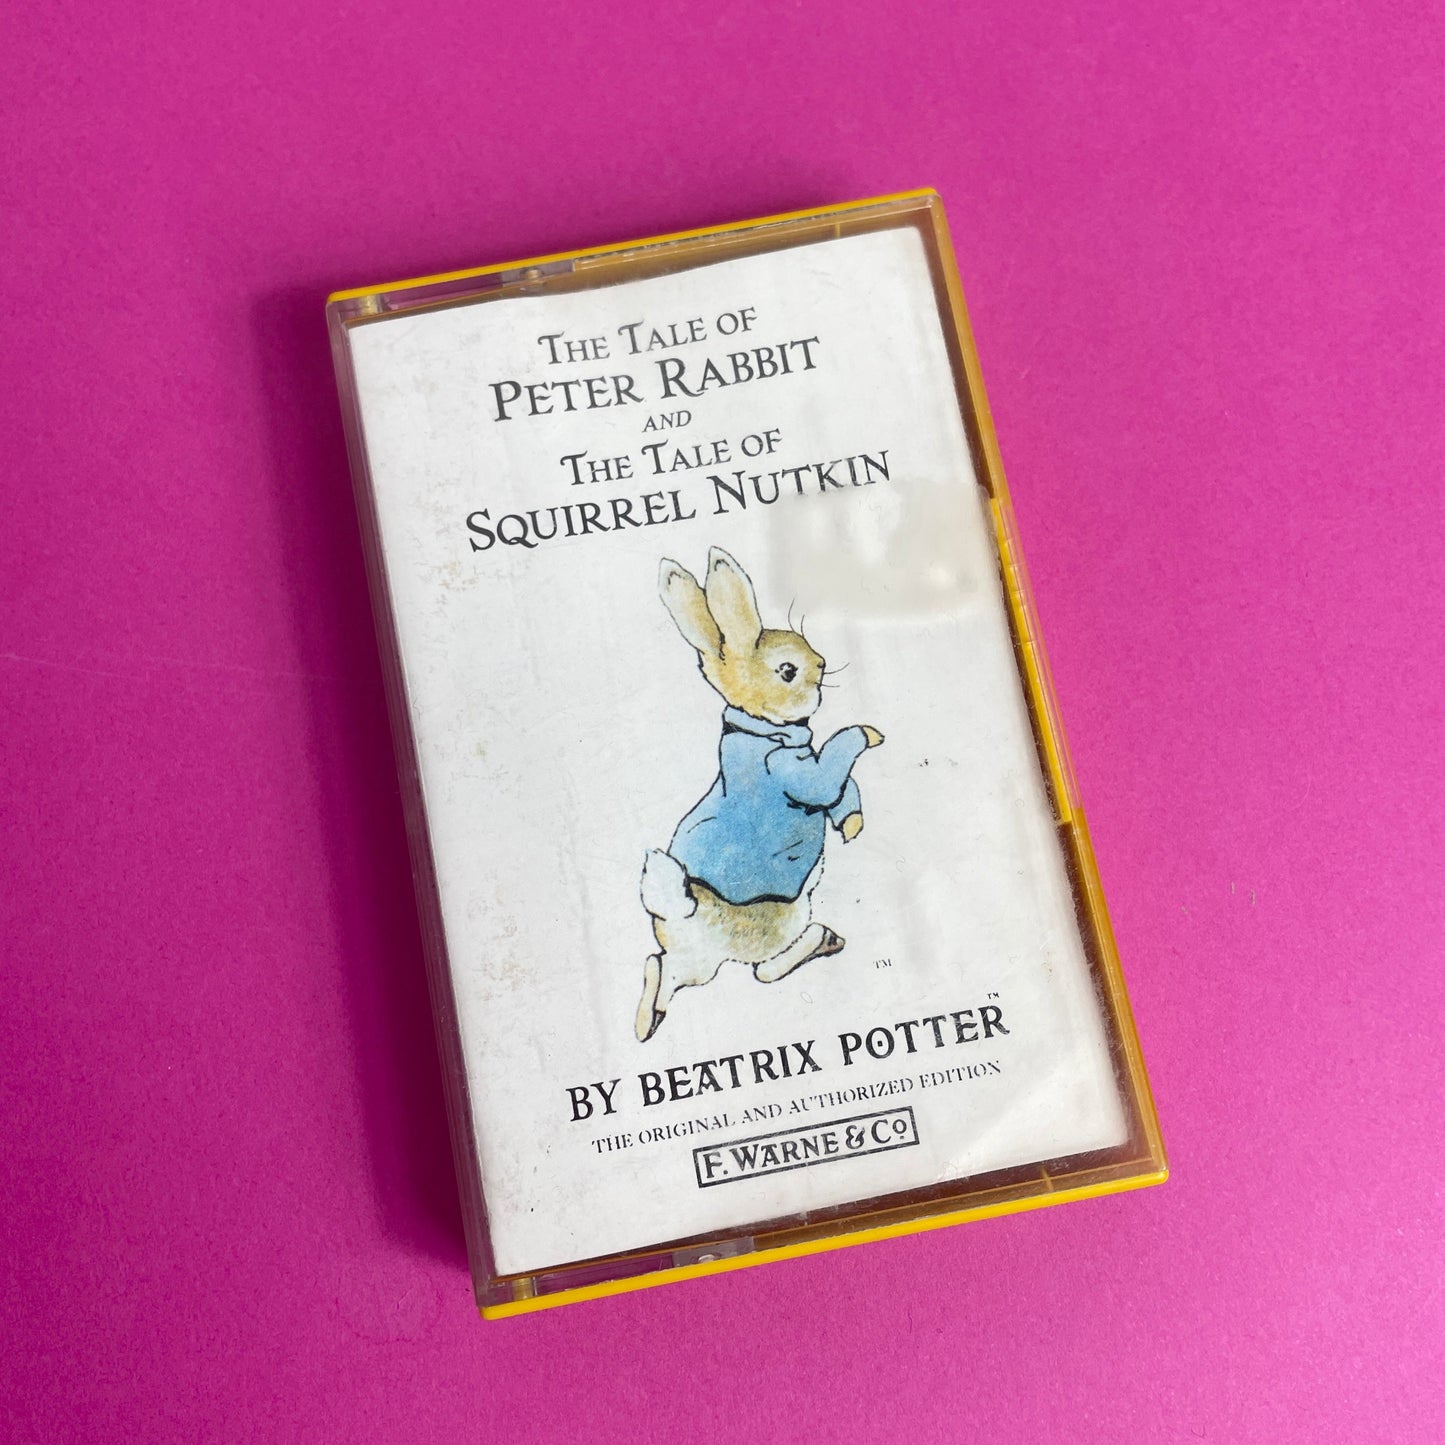 THE TALE OF
PETER RABBIT
AND
THE TALE OF
SQUIRREL NUTKIN
TM
BY BEATRIX POTTER™
THE ORIGINAL AND AUTHORIZED EDITION
F. WARNE & Cº